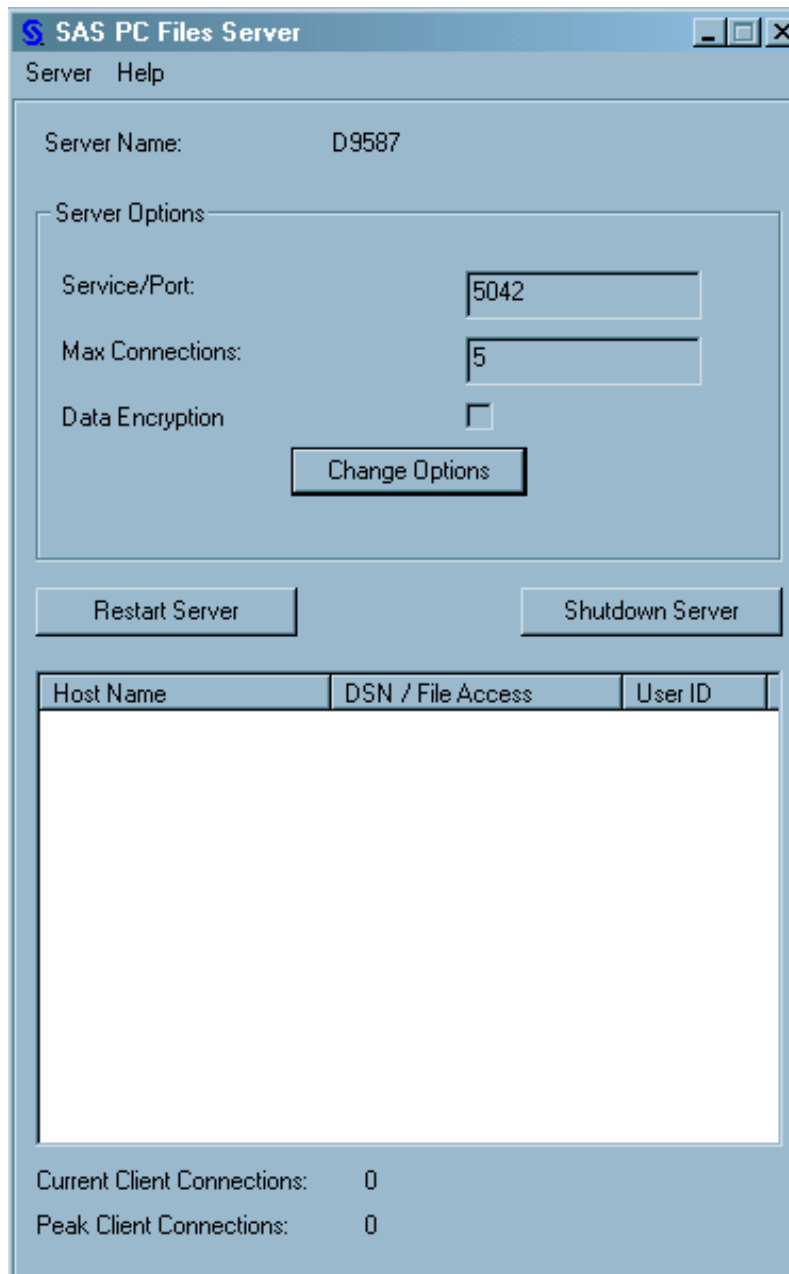 SAS PC Files Server
Server Help
Server Name: D9587
Server Options
Service/Port: 5042
Max Connections: 5
Data Encryption
Change Options
Restart Server Shutdown Server
Host Name DSN / File Access User ID
Current Client Connections: 0
Peak Client Connections: 0